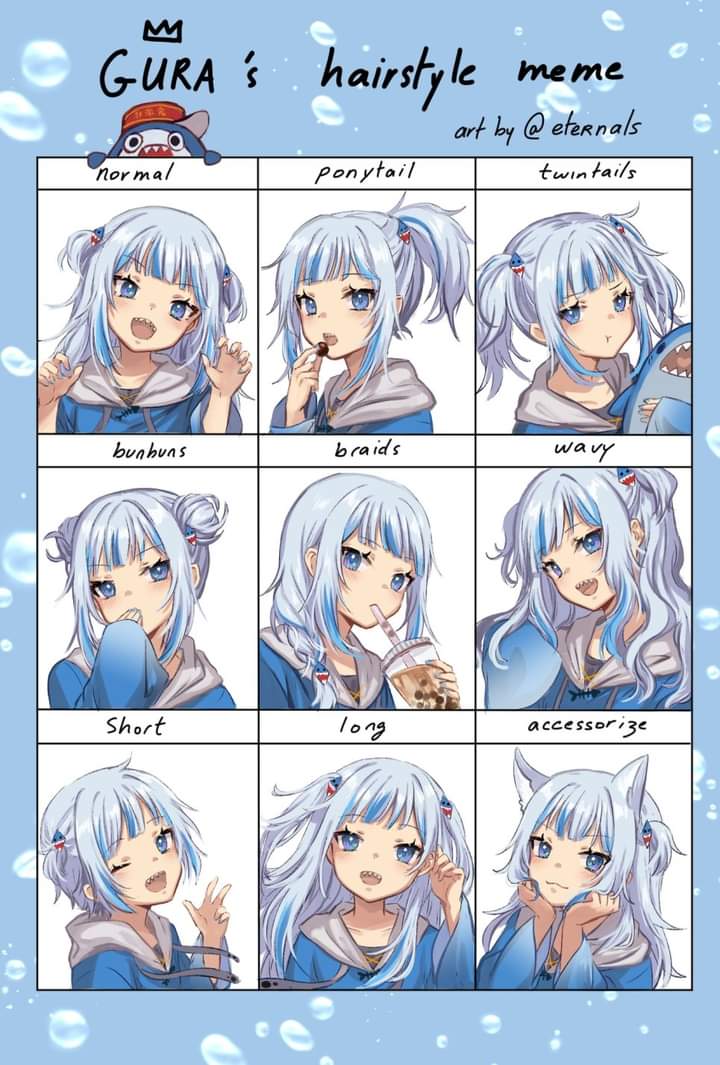 GURA's hairstyle meme
art by @eternals
normal ponytail twintails
bunbuns braids wavy
Short long accessorize